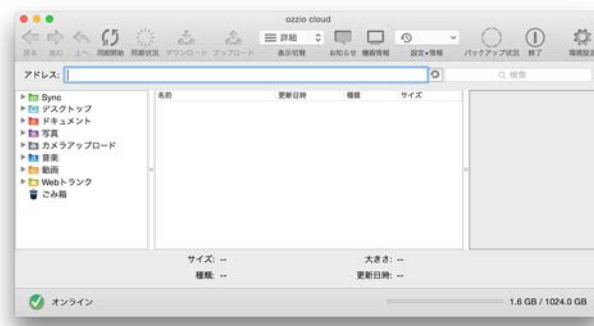 ozzio cloud
戻る 進む 上へ 同期開始 同期状況 ダウンロード アップロード 詳細 表示切替 お知らせ 機器情報 設定・情報 バックアップ状況 終了 環境設定
アドレス: 検索
名前 更新日時 種類 サイズ
Sync
デスクトップ
ドキュメント
写真
カメラアップロード
音楽
動画
Webトランク
ごみ箱
サイズ: -- 大きさ: --
種類: -- 更新日時: --
オンライン 1.6 GB / 1024.0 GB